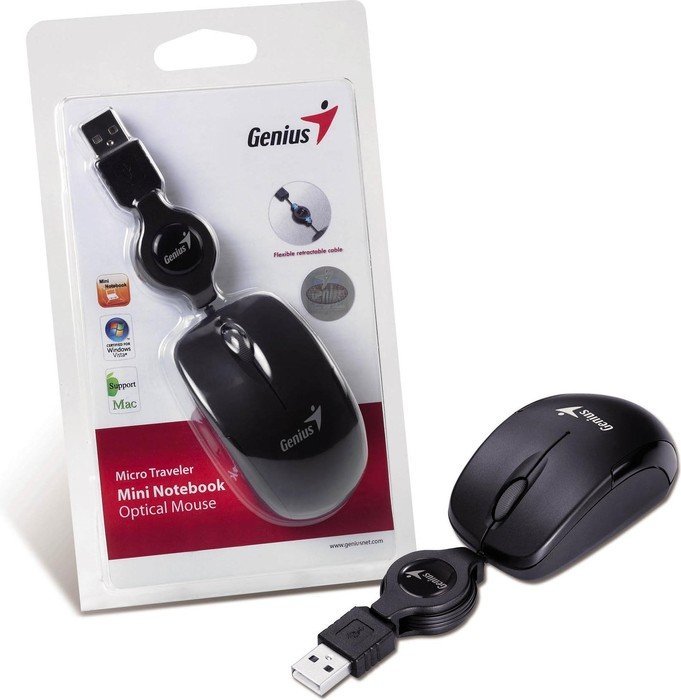 Genius
Flexible retractable cable
Genius
Genius
Mini
Notebook
CERTIFIED FOR
Windows
Vista
Support
Mac
Genius
Micro Traveler
Mini Notebook
Optical Mouse
www.geniusnet.com
Genius
Genius